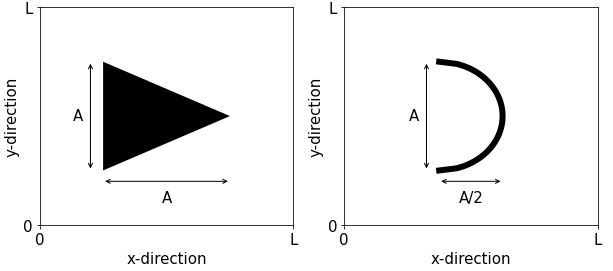 L
y-direction
A
A
0
0
L
x-direction
L
y-direction
A
A/2
0
0
L
x-direction